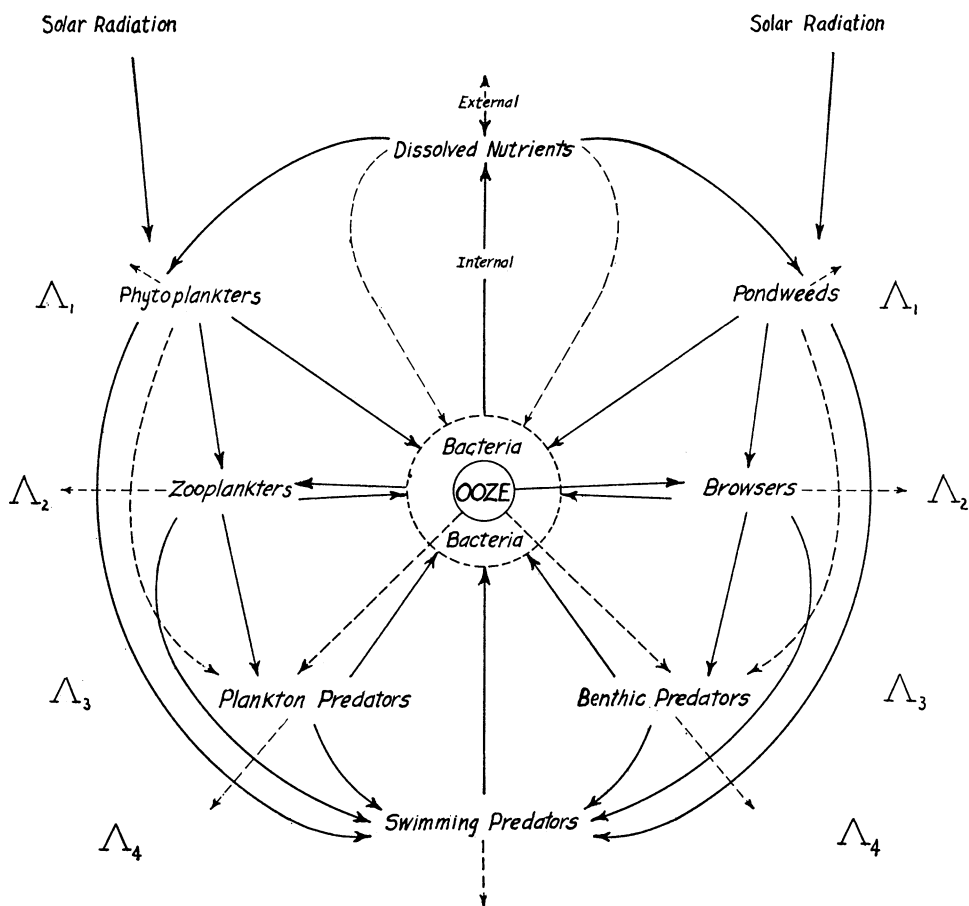 Solar Radiation
Solar Radiation
External
Dissolved Nutrients
Internal
Λ₁
Phytoplankters
Pondweeds
Λ₁
Bacteria
Λ₂
Zooplankters
OOZE
Browsers
Λ₂
Bacteria
Λ₃
Plankton Predators
Benthic Predators
Λ₃
Λ₄
Swimming Predators
Λ₄